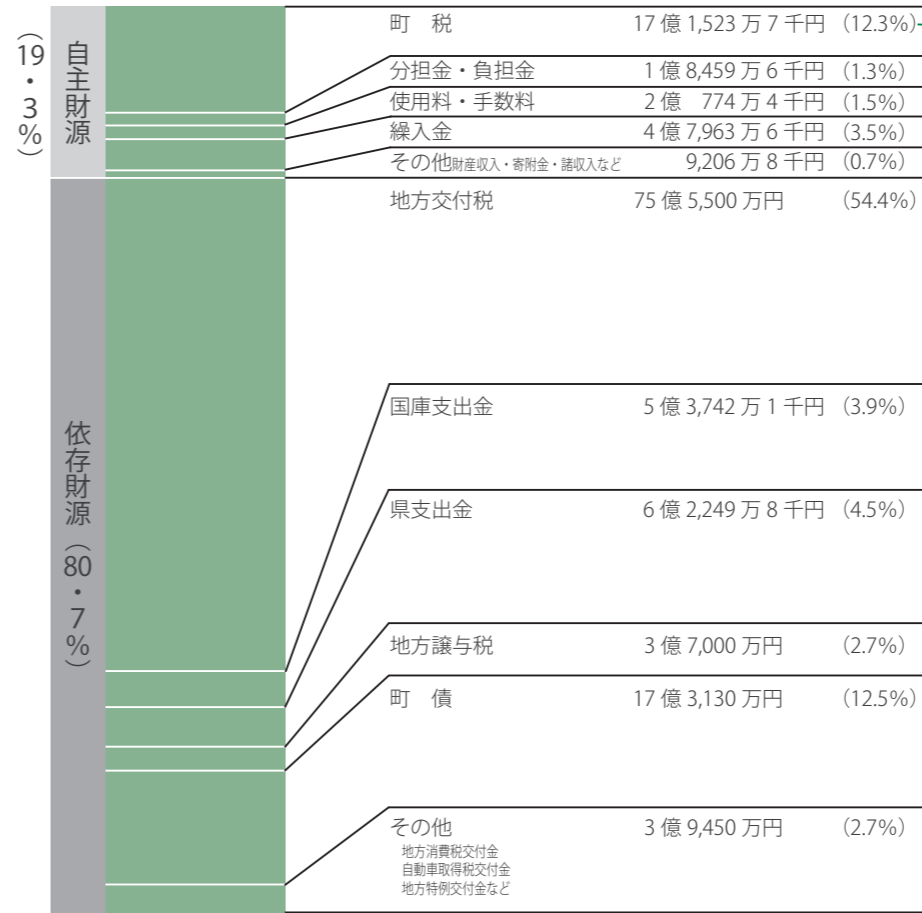 自主財源
（19・3％）
町　税　17億1,523万7千円（12.3%）
分担金・負担金　1億8,459万6千円（1.3%）
使用料・手数料　2億　774万4千円（1.5%）
繰入金　4億7,963万6千円（3.5%）
その他財産収入・寄附金・諸収入など　9,206万8千円（0.7%）
依存財源（80・7％）
地方交付税　75億5,500万円（54.4%）
国庫支出金　5億3,742万1千円（3.9%）
県支出金　6億2,249万8千円（4.5%）
地方譲与税　3億7,000万円（2.7%）
町　債　17億3,130万円（12.5%）
その他　3億9,450万円（2.7%）
地方消費税交付金
自動車取得税交付金
地方特例交付金など